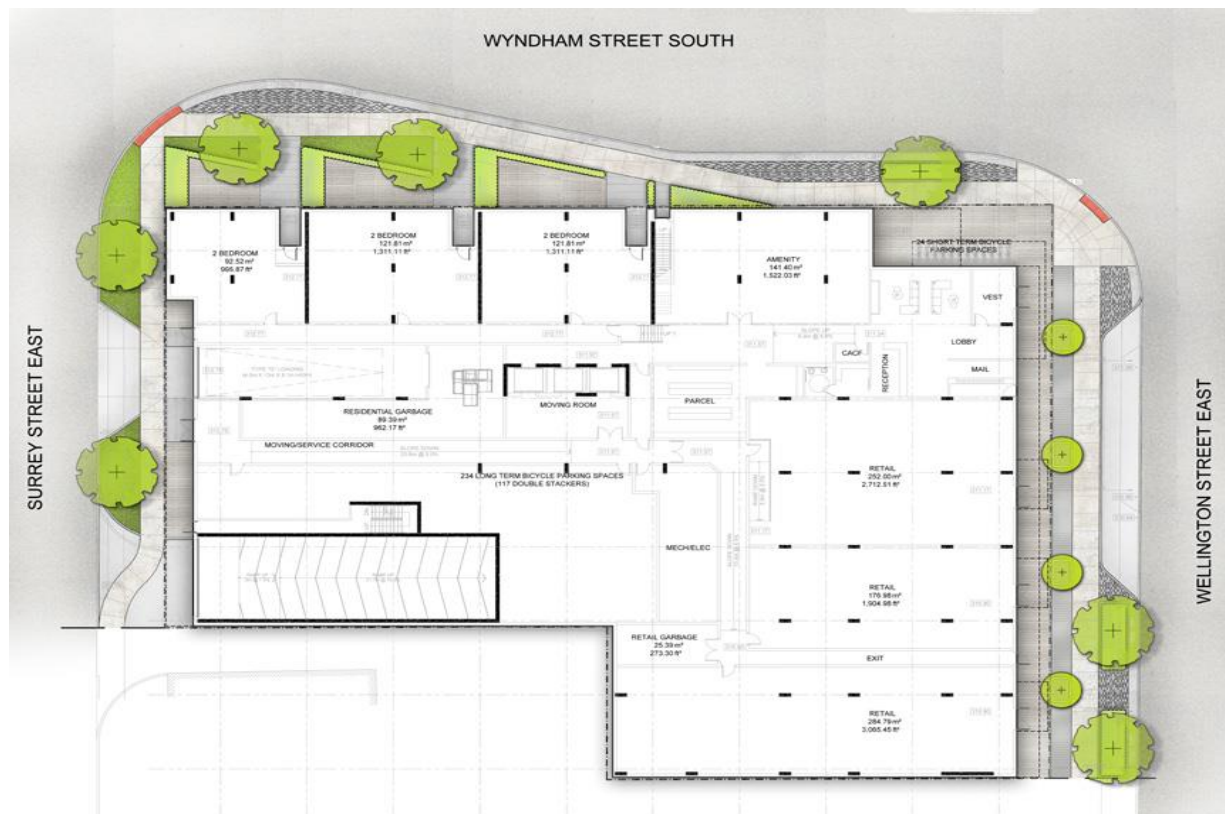 WYNDHAM STREET SOUTH
SURREY STREET EAST
WELLINGTON STREET EAST
2 BEDROOM
92.52 m²
995.87 ft²
2 BEDROOM
121.81 m²
1,311.11 ft²
2 BEDROOM
121.81 m²
1,311.11 ft²
AMENITY
141.40 m²
1,522.03 ft²
24 SHORT TERM BICYCLE
PARKING SPACES
VEST
LOBBY
MAIL
CACF
RECEPTION
PARCEL
MOVING ROOM
RESIDENTIAL GARBAGE
89.39 m²
962.17 ft²
MOVING/SERVICE CORRIDOR
234 LONG TERM BICYCLE PARKING SPACES
(117 DOUBLE STACKERS)
RETAIL
252.00 m²
2,712.51 ft²
MECH/ELEC
RETAIL
176.98 m²
1,904.98 ft²
RETAIL GARBAGE
25.39 m²
273.30 ft²
EXIT
RETAIL
284.79 m²
3,065.45 ft²